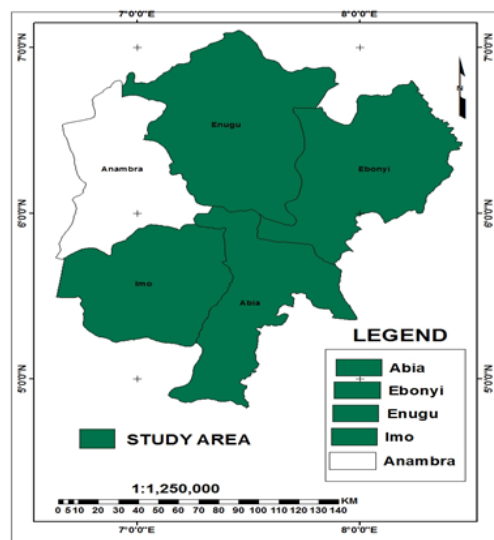 7°0'0"E 8°0'0"E
7°0'0"N 7°0'0"N
Enugu
Anambra
Ebonyi
6°0'0"N 6°0'0"N
Imo
Abia
LEGEND
Abia
Ebonyi
Enugu
Imo
Anambra
5°0'0"N 5°0'0"N
STUDY AREA
1:1,250,000
KM
0 5 10 20 30 40 50 60 70 80 90 100 110 120 130 140
7°0'0"E 8°0'0"E